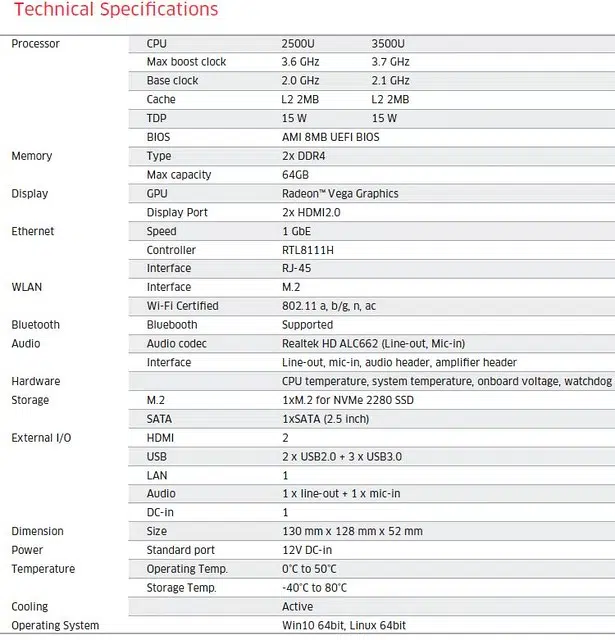 Technical Specifications
Processor CPU 2500U 3500U
Max boost clock 3.6 GHz 3.7 GHz
Base clock 2.0 GHz 2.1 GHz
Cache L2 2MB L2 2MB
TDP 15 W 15 W
BIOS AMI 8MB UEFI BIOS
Memory Type 2x DDR4
Max capacity 64GB
Display GPU Radeon™ Vega Graphics
Display Port 2x HDMI2.0
Ethernet Speed 1 GbE
Controller RTL8111H
Interface RJ-45
WLAN Interface M.2
Wi-Fi Certified 802.11 a, b/g, n, ac
Bluetooth Bluebooth Supported
Audio Audio codec Realtek HD ALC662 (Line-out, Mic-in)
Interface Line-out, mic-in, audio header, amplifier header
Hardware CPU temperature, system temperature, onboard voltage, watchdog
Storage M.2 1xM.2 for NVMe 2280 SSD
SATA 1xSATA (2.5 inch)
External I/O HDMI 2
USB 2 x USB2.0 + 3 x USB3.0
LAN 1
Audio 1 x line-out + 1 x mic-in
DC-in 1
Dimension Size 130 mm x 128 mm x 52 mm
Power Standard port 12V DC-in
Temperature Operating Temp. 0°C to 50°C
Storage Temp. -40°C to 80°C
Cooling Active
Operating System Win10 64bit, Linux 64bit